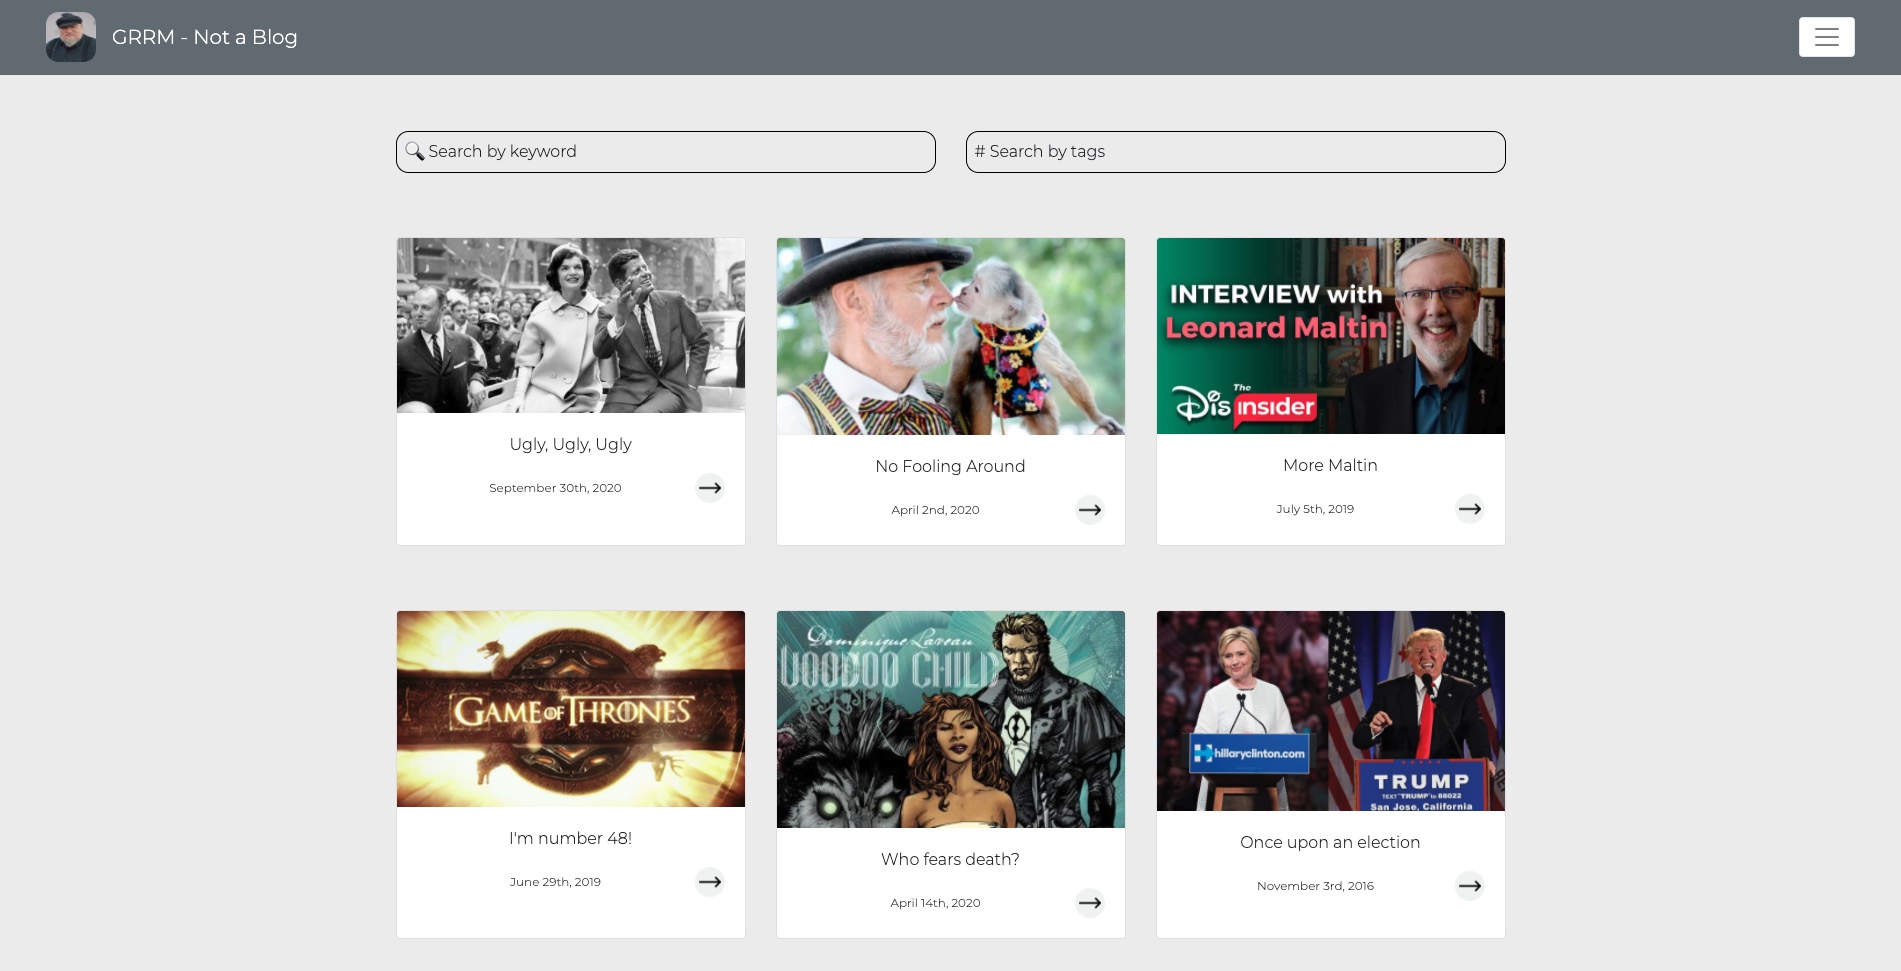 GRRM - Not a Blog
Search by keyword
# Search by tags
INTERVIEW with
Leonard Maltin
The
Dis insider
Ugly, Ugly, Ugly
September 30th, 2020
No Fooling Around
April 2nd, 2020
More Maltin
July 5th, 2019
GAME OF THRONES
Dominique Laveau
VOODOO CHILD
hillaryclinton.com
TRUMP
TEXT "TRUMP" to 88022
San Jose, California
I'm number 48!
June 29th, 2019
Who fears death?
April 14th, 2020
Once upon an election
November 3rd, 2016